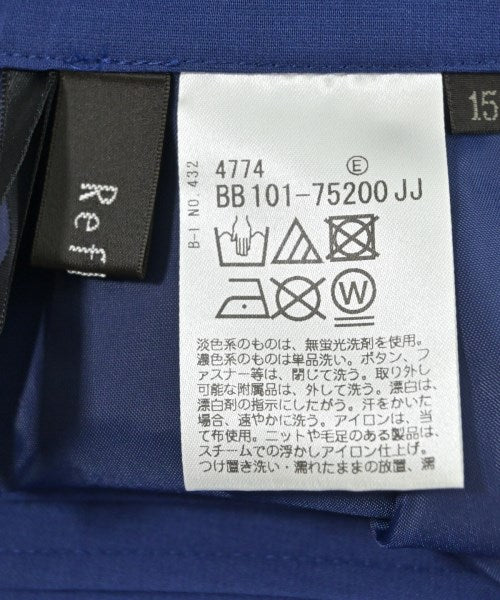 B-I NO.432
4774 E
BB101-75200JJ
W
淡色系のものは、無蛍光洗剤を使用。
濃色系のものは単品洗い。ボタン、フ
ァスナー等は、閉じて洗う。取り外し
可能な附属品は、外して洗う。漂白は、
漂白剤の指示にしたがう。汗をかいた
場合、速やかに洗う。アイロンは、当
て布使用。ニットや毛足のある製品は、
スチームでの浮かしアイロン仕上げ。
つけ置き洗い・濡れたままの放置、濡
15